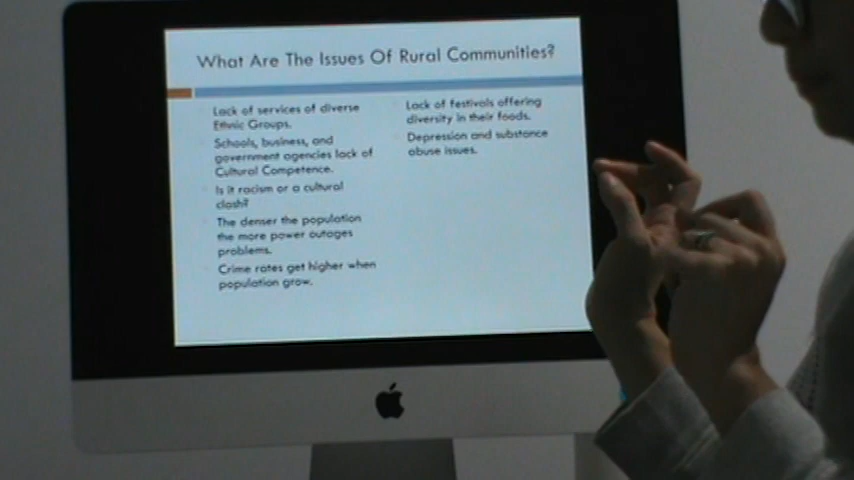 What Are The Issues Of Rural Communities?
Lack of services of diverse
Ethnic Groups.
Schools, business, and
government agencies lack of
Cultural Competence.
Is it racism or a cultural
clash?
The denser the population
the more power outages
problems.
Crime rates get higher when
population grow.
Lack of festivals offering
diversity in their foods.
Depression and substance
abuse issues.